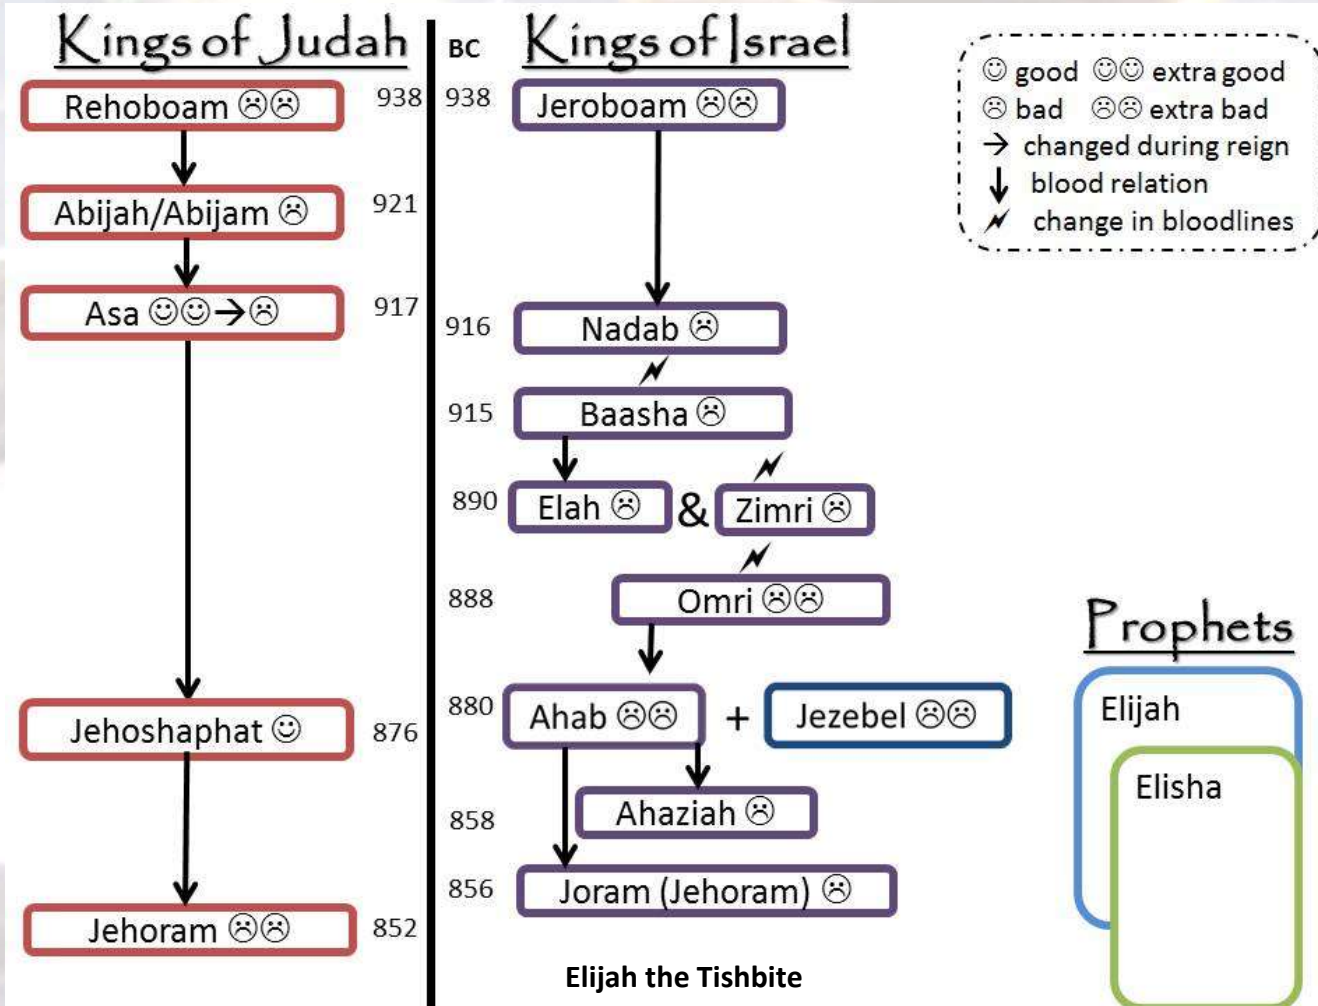 Kings of Judah
BC
Kings of Israel
☺ good ☺☺ extra good
☹ bad ☹☹ extra bad
→ changed during reign
↓ blood relation
change in bloodlines
Rehoboam ☹☹
938
938
Jeroboam ☹☹
Abijah/Abijam ☹
921
Asa ☺☺→☹
917
916
Nadab ☹
915
Baasha ☹
890
Elah ☹ & Zimri ☹
888
Omri ☹☹
Prophets
880
Ahab ☹☹ + Jezebel ☹☹
Elijah
Jehoshaphat ☺
876
Elisha
858
Ahaziah ☹
856
Joram (Jehoram) ☹
Jehoram ☹☹
852
Elijah the Tishbite